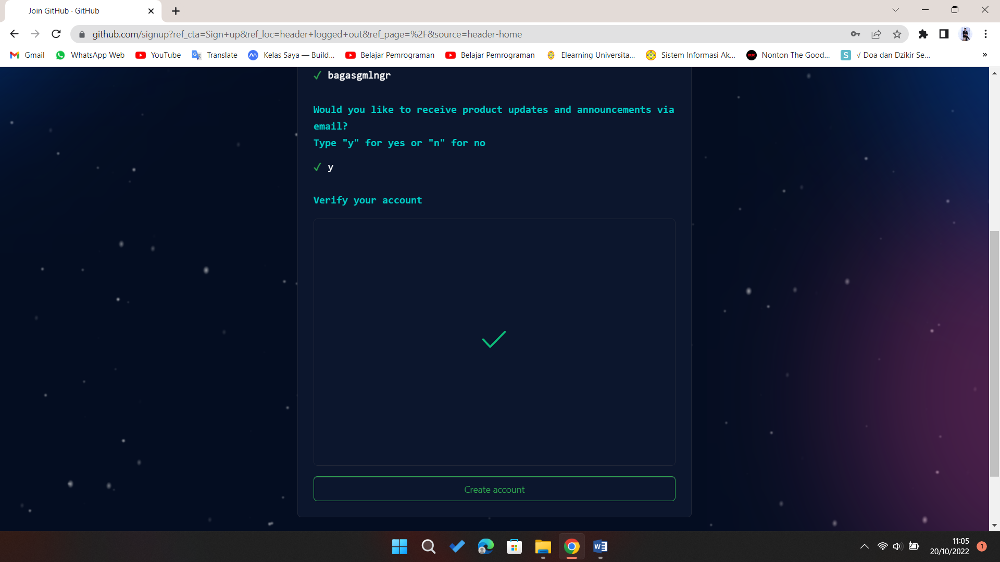 Join GitHub · GitHub
github.com/signup?ref_cta=Sign+up&ref_loc=header+logged+out&ref_page=%2F&source=header-home
Gmail WhatsApp Web YouTube Translate Kelas Saya — Build... Belajar Pemrograman Belajar Pemrograman Elearning Universita... Sistem Informasi Ak... Nonton The Good... S √ Doa dan Dzikir Se... »
✓ bagasgmlngr
Would you like to receive product updates and announcements via
email?
Type "y" for yes or "n" for no
✓ y
Verify your account
Create account
11:05
20/10/2022
1